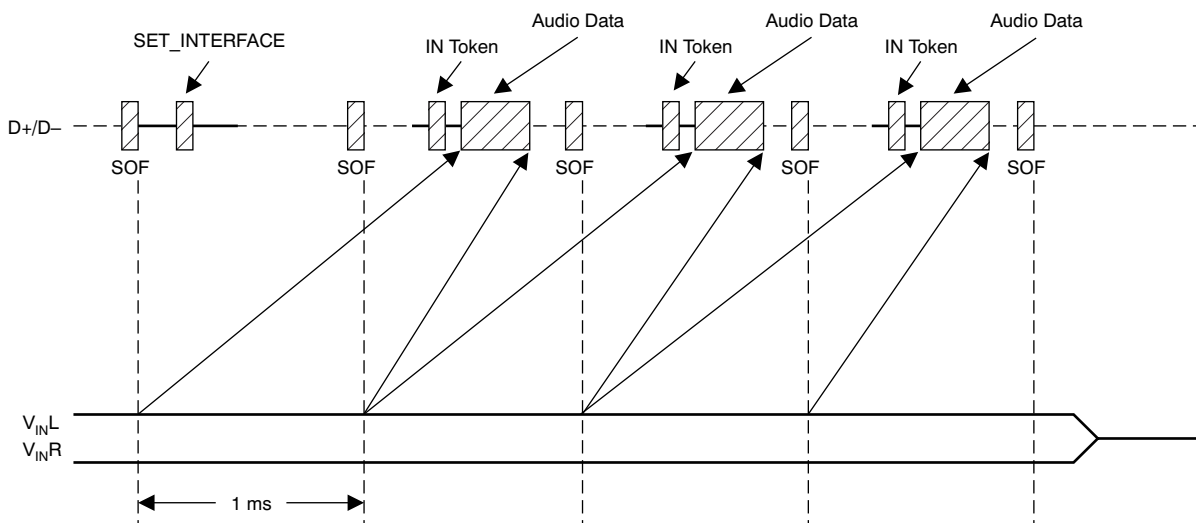 Audio Data Audio Data Audio Data
SET_INTERFACE IN Token IN Token IN Token
D+/D–
SOF SOF SOF SOF SOF
VINL
VINR
1 ms